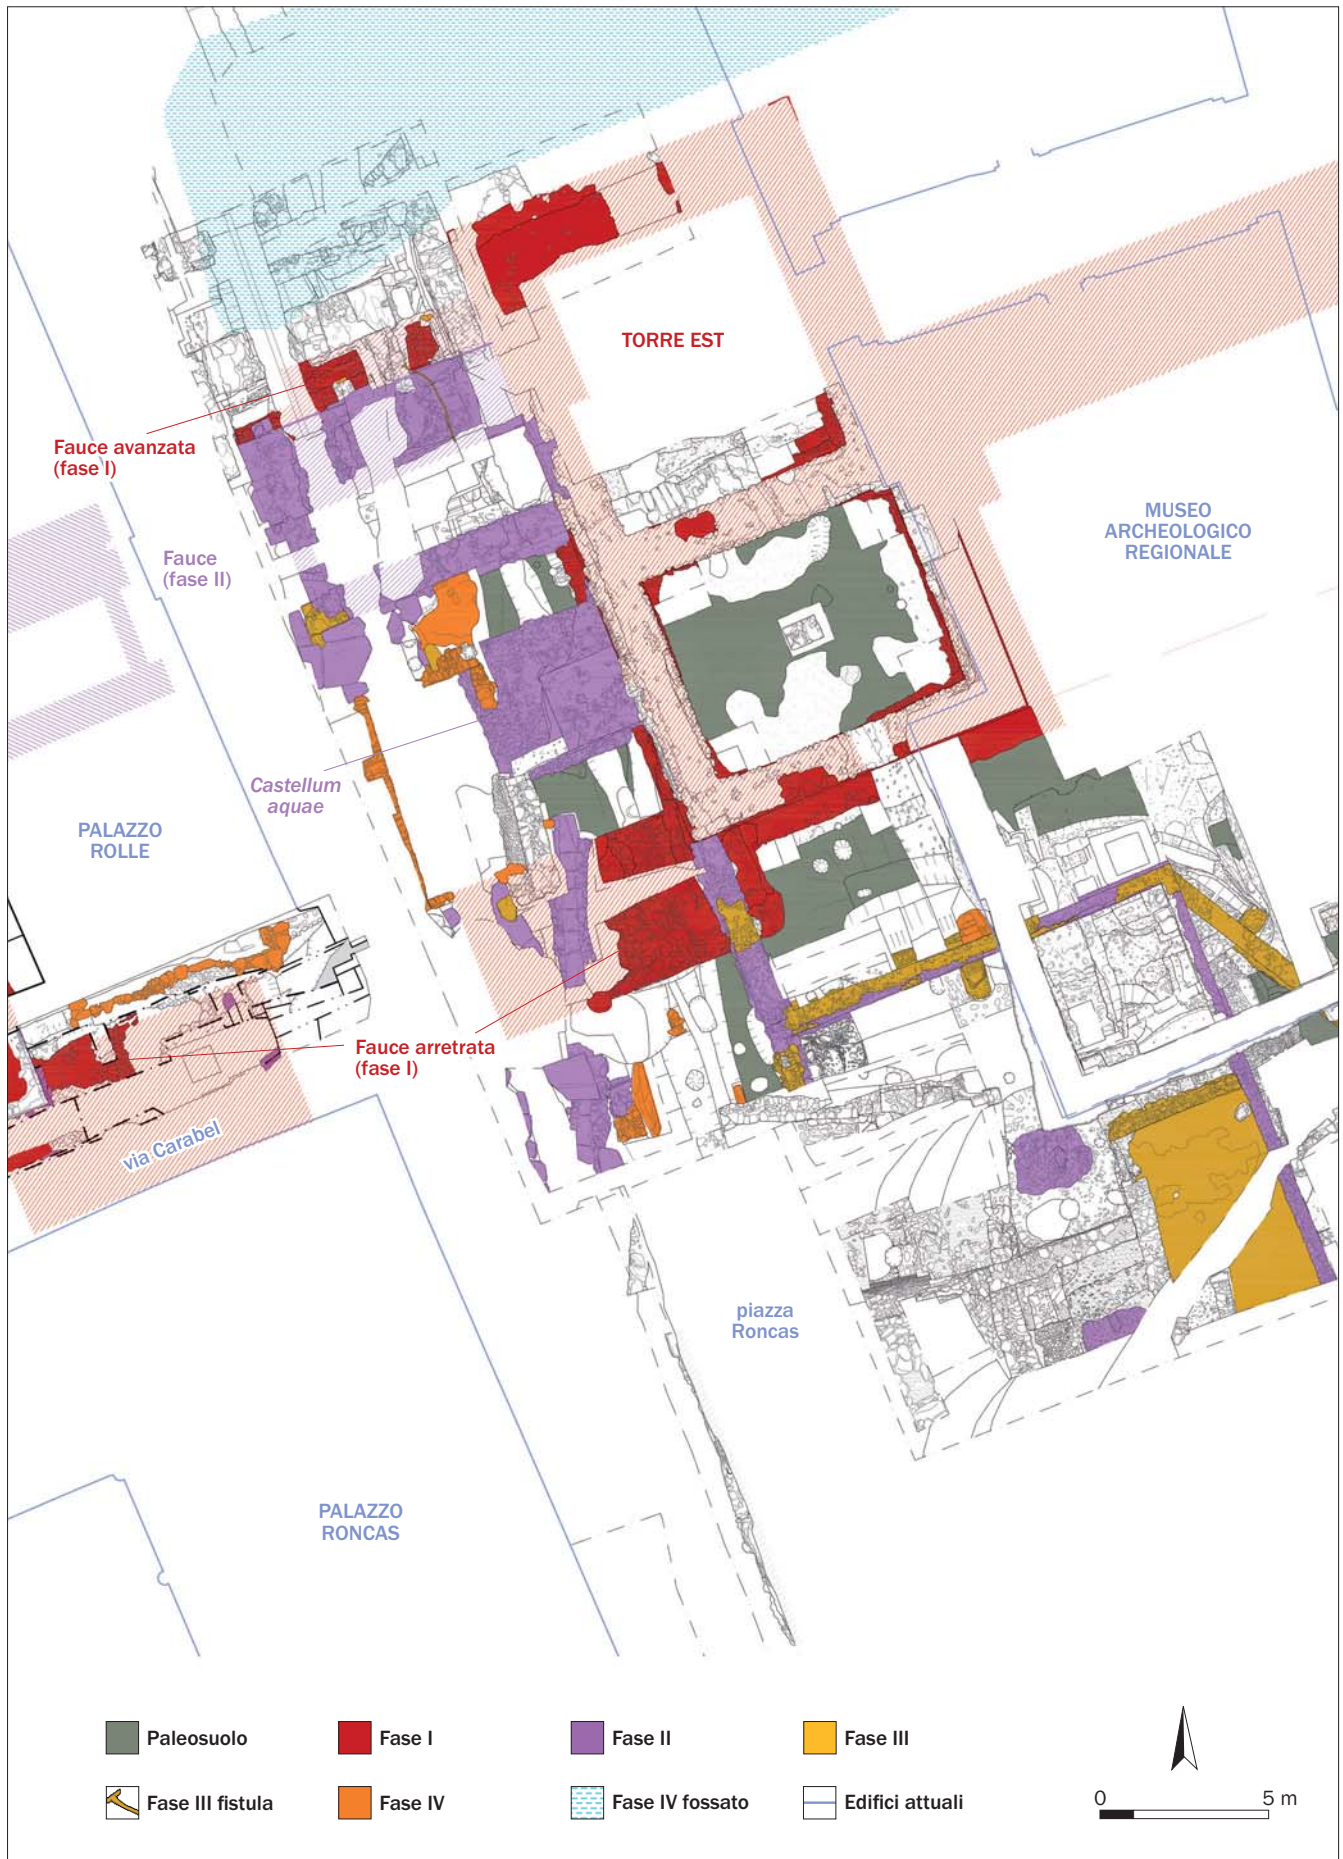 TORRE EST
Fauce avanzata
(fase I)
MUSEO
ARCHEOLOGICO
REGIONALE
Fauce
(fase II)
Castellum
aquae
PALAZZO
ROLLE
Fauce arretrata
(fase I)
via Carabel
piazza
Roncas
PALAZZO
RONCAS
Paleosuolo
Fase I
Fase II
Fase III
Fase III fistula
Fase IV
Fase IV fossato
Edifici attuali
0
5 m